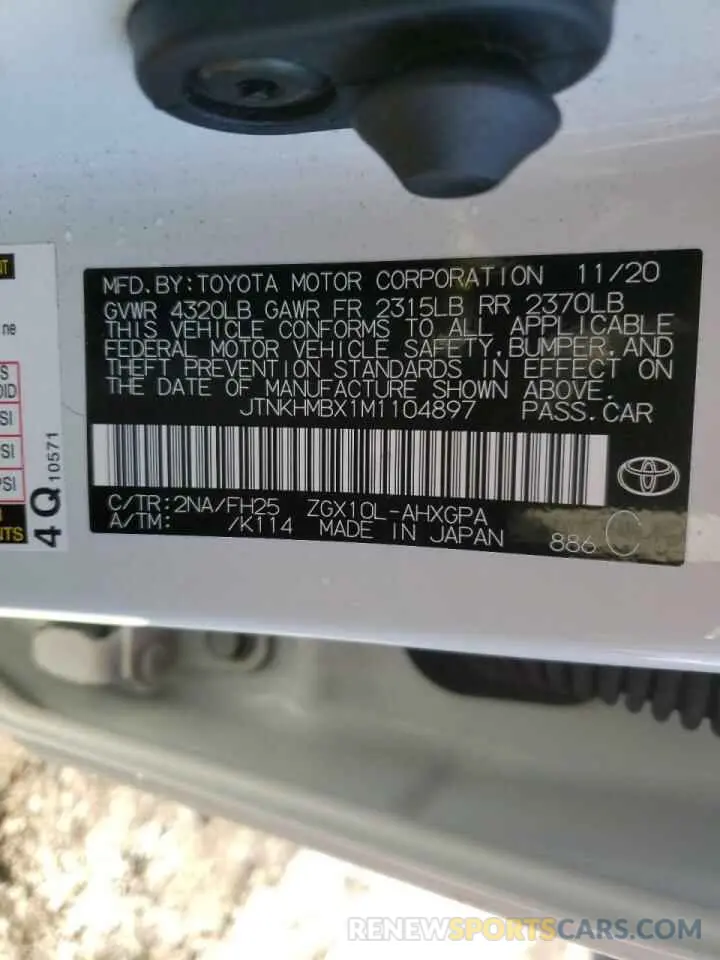 MFD.BY:TOYOTA MOTOR CORPORATION 11/20
GVWR 4320LB GAWR FR 2315LB RR 2370LB
THIS VEHICLE CONFORMS TO ALL APPLICABLE
FEDERAL MOTOR VEHICLE SAFETY,BUMPER,AND
THEFT PREVENTION STANDARDS IN EFFECT ON
THE DATE OF MANUFACTURE SHOWN ABOVE.
JTNKHMBX1M1104897 PASS.CAR
C/TR:2NA/FH25 ZGX10L-AHXGPA
A/TM: /K114 MADE IN JAPAN 886 C
4Q 10571
RENEWSPORTSCARS.COM